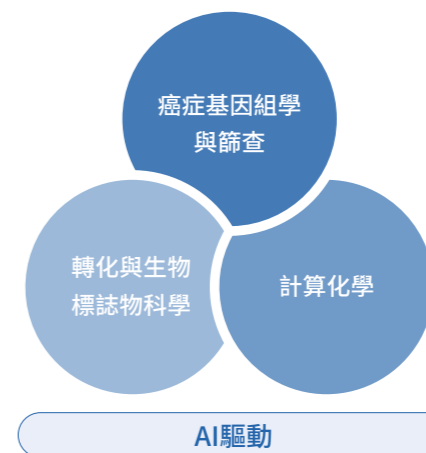 癌症基因組學
與篩查
轉化與生物
標誌物科學
計算化學
AI驅動